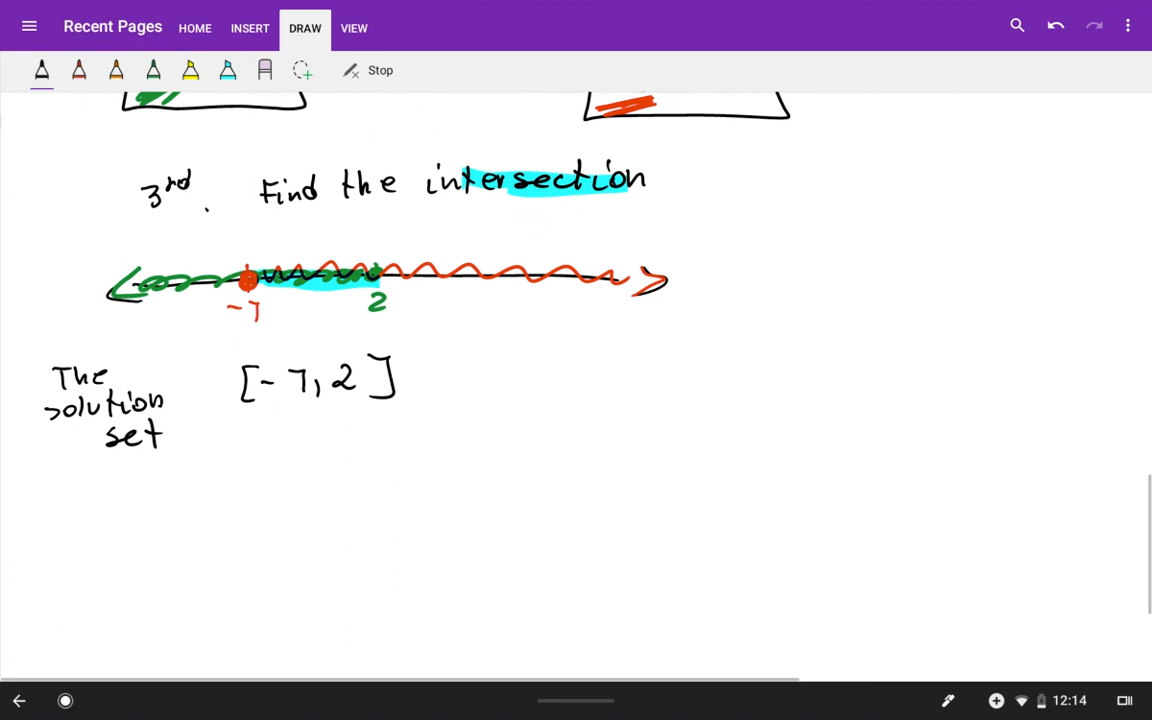 Recent Pages HOME INSERT DRAW VIEW
Stop
3rd. Find the intersection
-7 2
The solution set
[-7, 2]
12:14